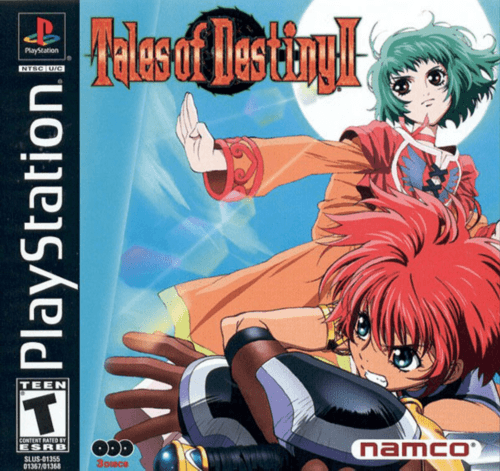 PlayStation
NTSC U/C
PlayStation
Tales of Destiny II
TEEN
T
CONTENT RATED BY
ESRB
SLUS-01355
01367/01368
3 DISCS
namco